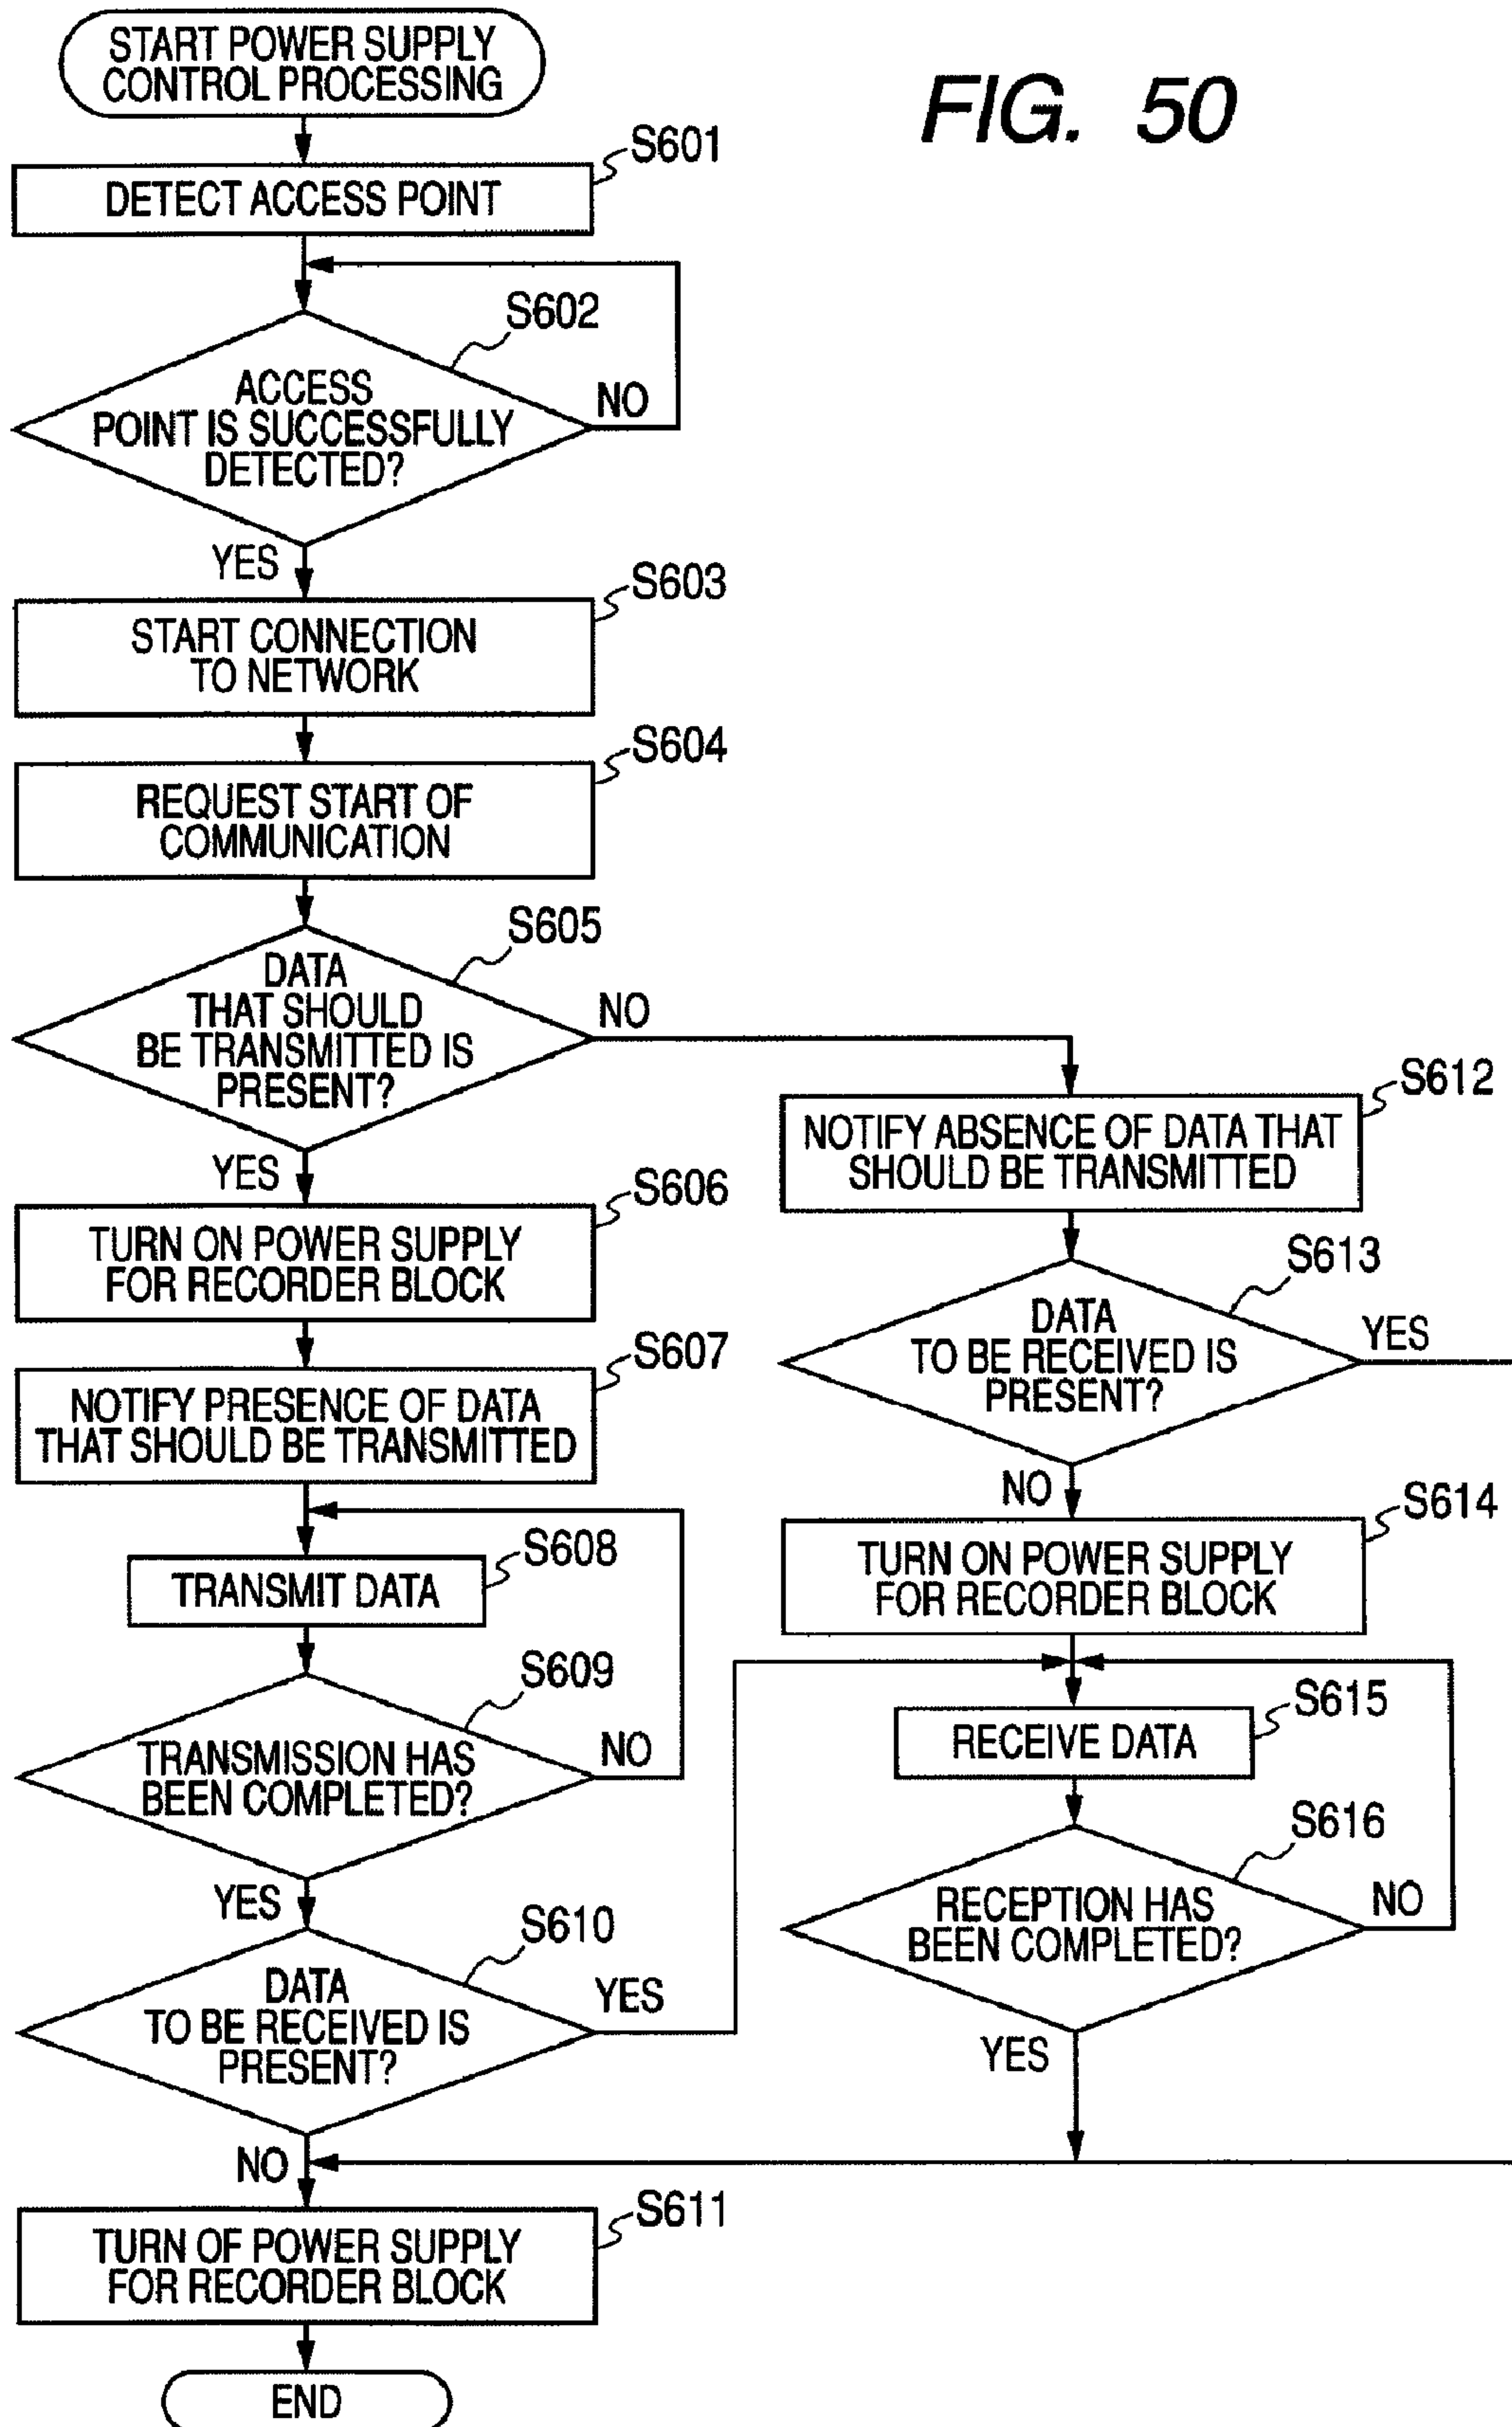 FIG. 50
START POWER SUPPLY
CONTROL PROCESSING
S601
DETECT ACCESS POINT
S602
ACCESS
POINT IS SUCCESSFULLY
DETECTED?
NO
YES
S603
START CONNECTION
TO NETWORK
S604
REQUEST START OF
COMMUNICATION
S605
DATA
THAT SHOULD
BE TRANSMITTED IS
PRESENT?
NO
YES
S606
TURN ON POWER SUPPLY
FOR RECORDER BLOCK
S607
NOTIFY PRESENCE OF DATA
THAT SHOULD BE TRANSMITTED
S608
TRANSMIT DATA
S609
TRANSMISSION HAS
BEEN COMPLETED?
NO
YES
S610
DATA
TO BE RECEIVED IS
PRESENT?
YES
NO
S611
TURN OF POWER SUPPLY
FOR RECORDER BLOCK
END
S612
NOTIFY ABSENCE OF DATA THAT
SHOULD BE TRANSMITTED
S613
DATA
TO BE RECEIVED IS
PRESENT?
YES
NO
S614
TURN ON POWER SUPPLY
FOR RECORDER BLOCK
S615
RECEIVE DATA
S616
RECEPTION HAS
BEEN COMPLETED?
NO
YES